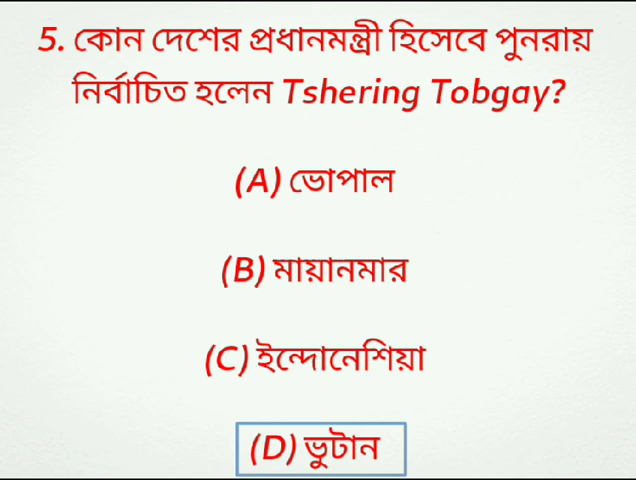 5. কোন দেশের প্রধানমন্ত্রী হিসেবে পুনরায়
নির্বাচিত হলেন Tshering Tobgay?
(A) ভোপাল
(B) মায়ানমার
(C) ইন্দোনেশিয়া
(D) ভুটান